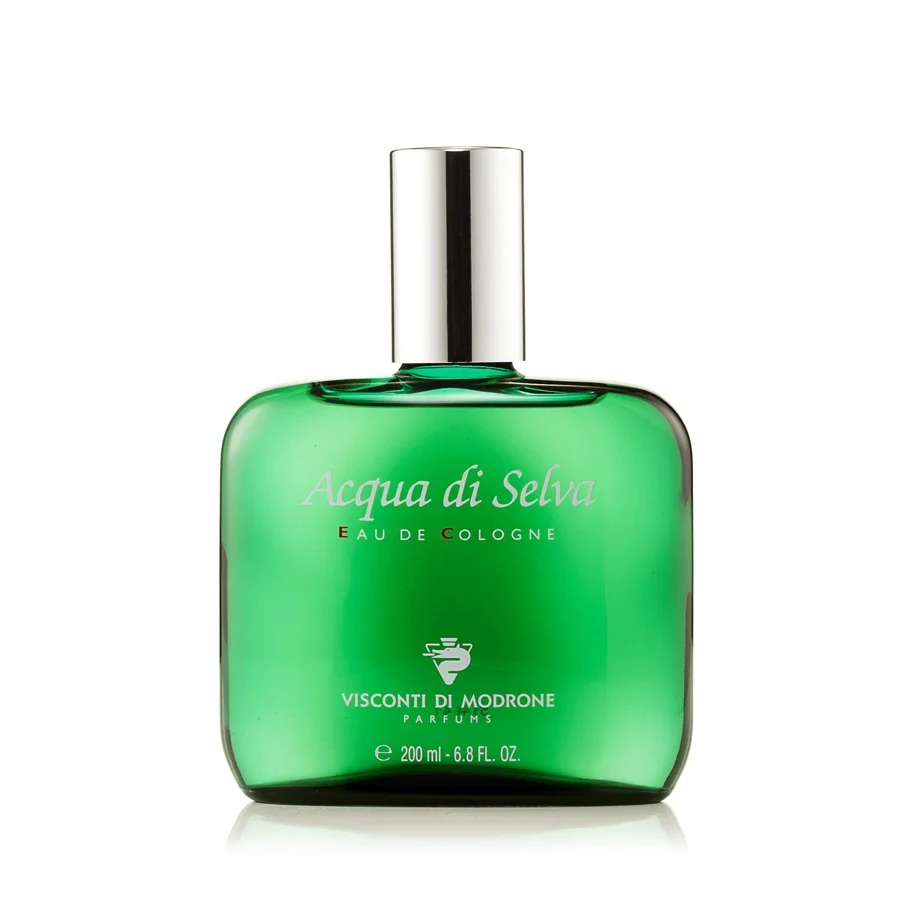 Acqua di Selva
EAU DE COLOGNE
VISCONTI DI MODRONE
PARFUMS
℮ 200 ml - 6.8 FL. OZ.